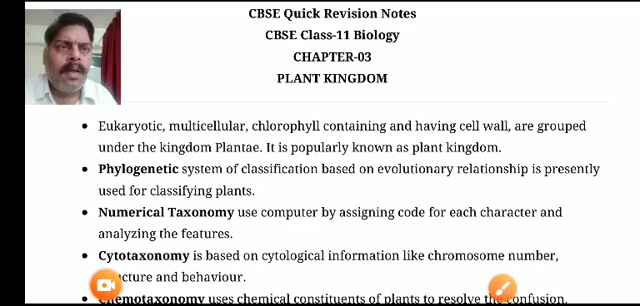 CBSE Quick Revision Notes
CBSE Class-11 Biology
CHAPTER-03
PLANT KINGDOM
Eukaryotic, multicellular, chlorophyll containing and having cell wall, are grouped
under the kingdom Plantae. It is popularly known as plant kingdom.
Phylogenetic system of classification based on evolutionary relationship is presently
used for classifying plants.
Numerical Taxonomy use computer by assigning code for each character and
analyzing the features.
Cytotaxonomy is based on cytological information like chromosome number,
and behaviour.
uses chemical constituents of plants to resolve the confusion.